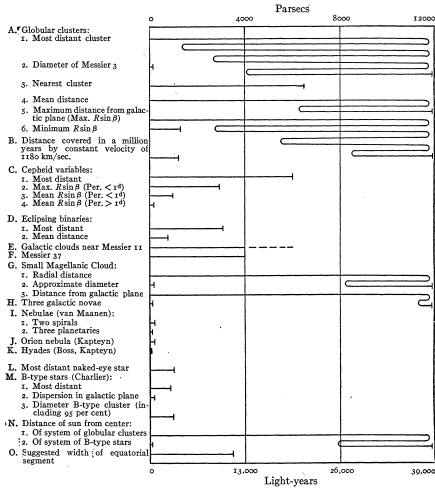 Parsecs
0 4000 8000 12000
A. Globular clusters:
1. Most distant cluster
2. Diameter of Messier 3
3. Nearest cluster
4. Mean distance
5. Maximum distance from galac-
tic plane (Max. R sin β)
6. Minimum R sin β
B. Distance covered in a million
years by constant velocity of
1180 km/sec.
C. Cepheid variables:
1. Most distant
2. Max. R sin β (Per. < 1d)
3. Mean R sin β (Per. < 1d)
4. Mean R sin β (Per. > 1d)
D. Eclipsing binaries:
1. Most distant
2. Mean distance
E. Galactic clouds near Messier 11
F. Messier 37
G. Small Magellanic Cloud:
1. Radial distance
2. Approximate diameter
3. Distance from galactic plane
H. Three galactic novae
I. Nebulae (van Maanen):
1. Two spirals
2. Three planetaries
J. Orion nebula (Kapteyn)
K. Hyades (Boss, Kapteyn)
L. Most distant naked-eye star
M. B-type stars (Charlier):
1. Most distant
2. Dispersion in galactic plane
3. Diameter B-type cluster (in-
cluding 95 per cent)
N. Distance of sun from center:
1. Of system of globular clusters
2. Of system of B-type stars
O. Suggested width of equatorial
segment
0 13,000 26,000 39,000
Light-years